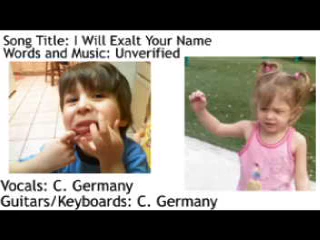 Song Title: I Will Exalt Your Name
Words and Music: Unverified
Vocals: C. Germany
Guitars/Keyboards: C. Germany